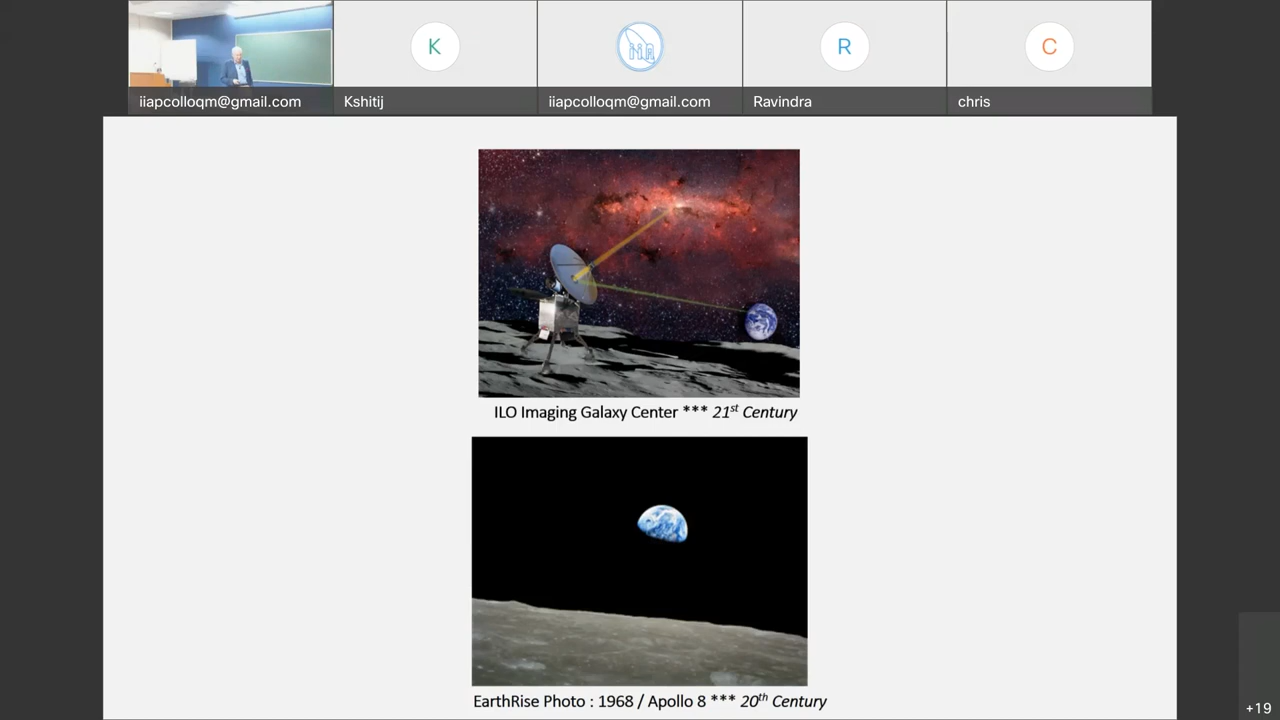 iiapcolloqm@gmail.com
K
Kshitij
iiA
iiapcolloqm@gmail.com
R
Ravindra
C
chris
ILO Imaging Galaxy Center *** 21st Century
EarthRise Photo : 1968 / Apollo 8 *** 20th Century
+19